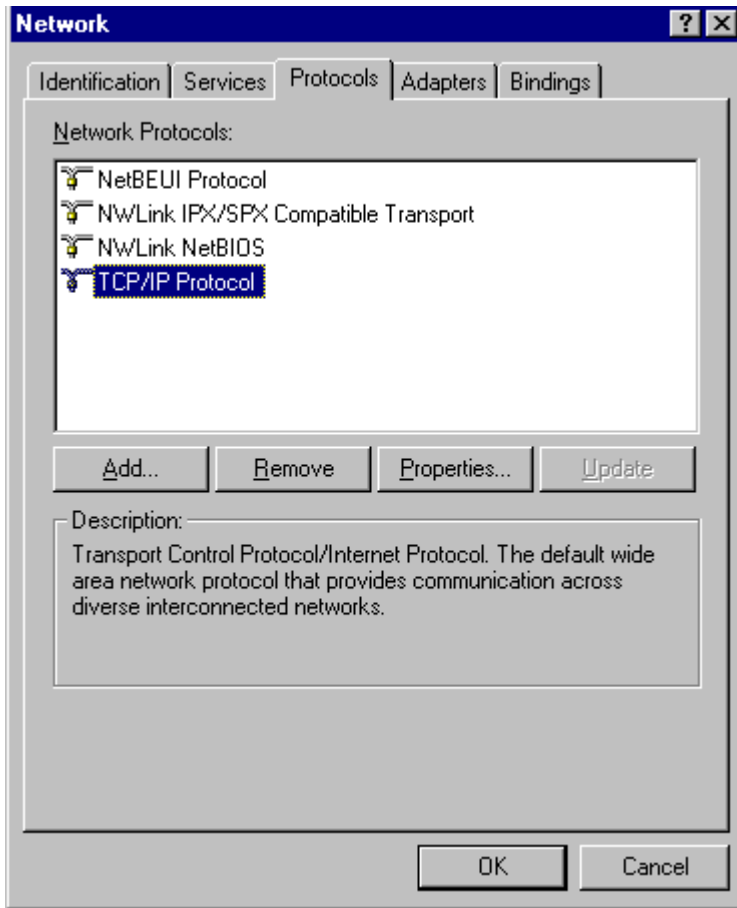 Network
Identification Services Protocols Adapters Bindings
Network Protocols:
NetBEUI Protocol
NWLink IPX/SPX Compatible Transport
NWLink NetBIOS
TCP/IP Protocol
Add... Remove Properties... Update
Description:
Transport Control Protocol/Internet Protocol. The default wide
area network protocol that provides communication across
diverse interconnected networks.
OK Cancel